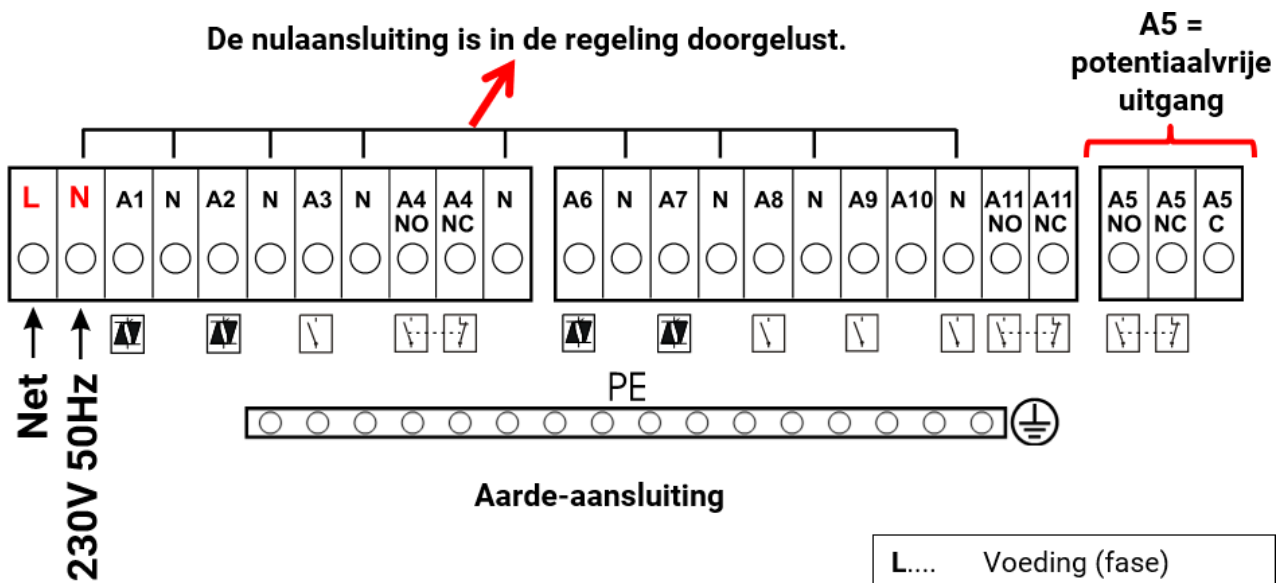 De nulaansluiting is in de regeling doorgelust.
A5 =
potentiaalvrije
uitgang
L N A1 N A2 N A3 N A4 NO A4 NC N
A6 N A7 N A8 N A9 A10 N A11 NO A11 NC
A5 NO A5 NC A5 C
Net
230V 50Hz
PE
Aarde-aansluiting
L.... Voeding (fase)